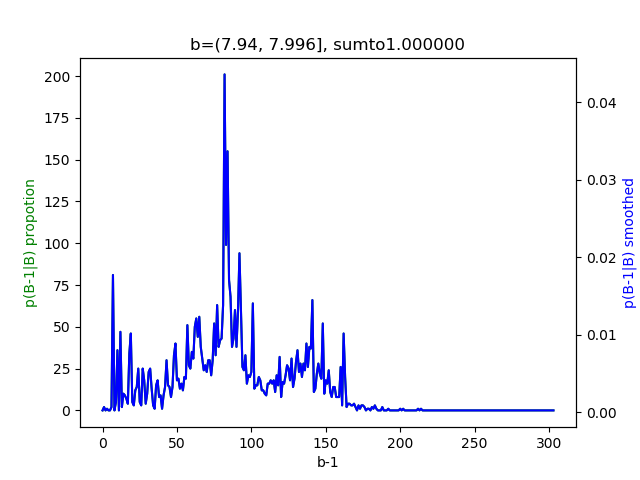 b=(7.94, 7.996], sumto1.000000
p(B-1|B) propotion
200
175
150
125
100
75
50
25
0
0.04
0.03
0.02
0.01
0.00
p(B-1|B) smoothed
0 50 100 150 200 250 300
b-1